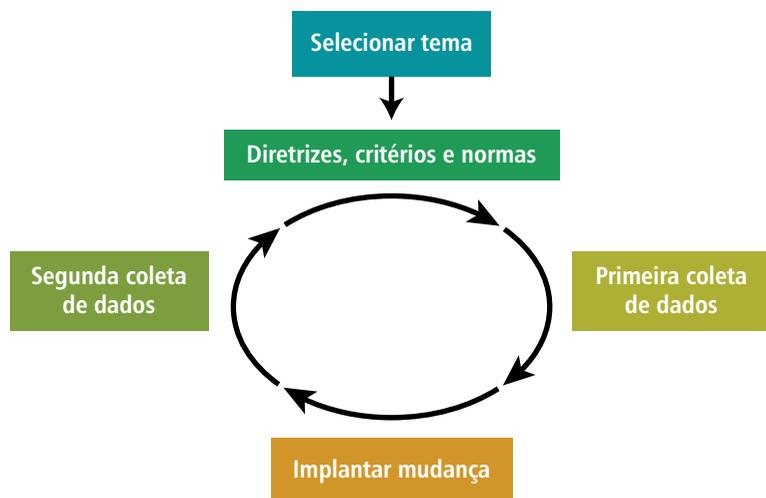 Selecionar tema
Diretrizes, critérios e normas
Segunda coleta
de dados
Primeira coleta
de dados
Implantar mudança